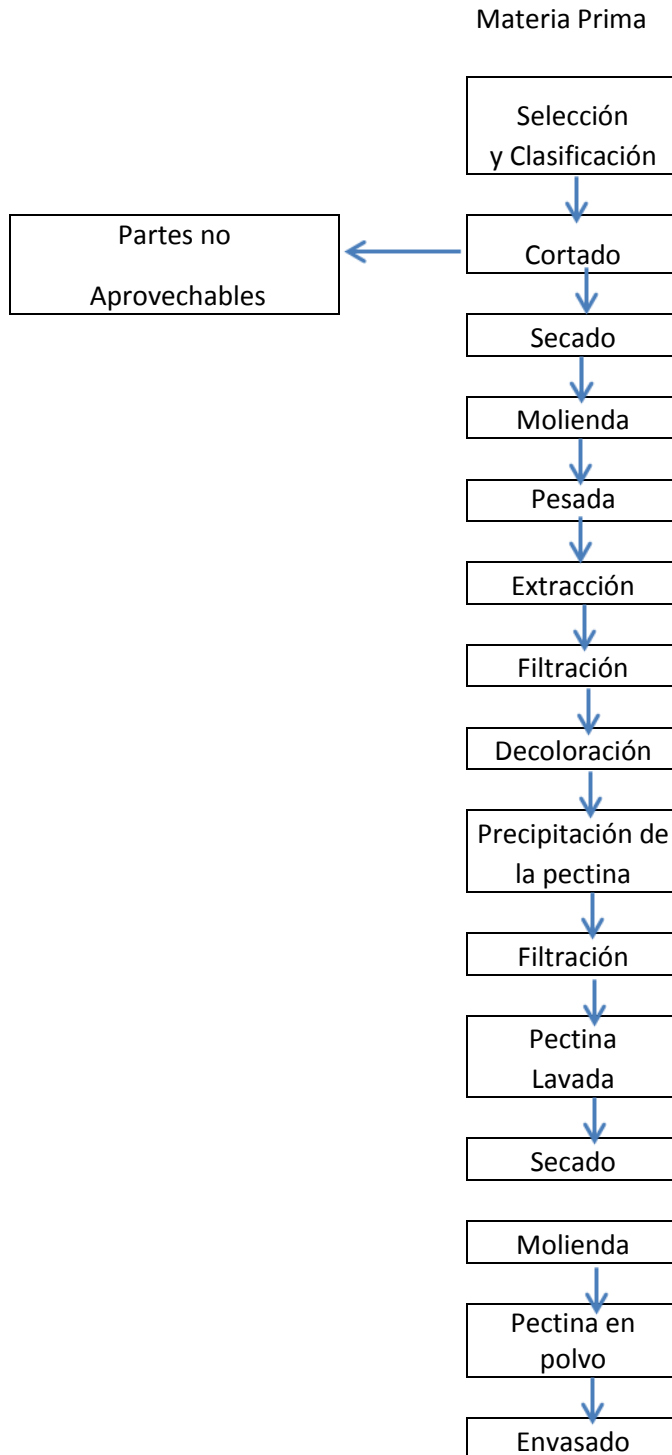 Materia Prima
Selección
y Clasificación
Partes no
Aprovechables
Cortado
Secado
Molienda
Pesada
Extracción
Filtración
Decoloración
Precipitación de
la pectina
Filtración
Pectina
Lavada
Secado
Molienda
Pectina en
polvo
Envasado